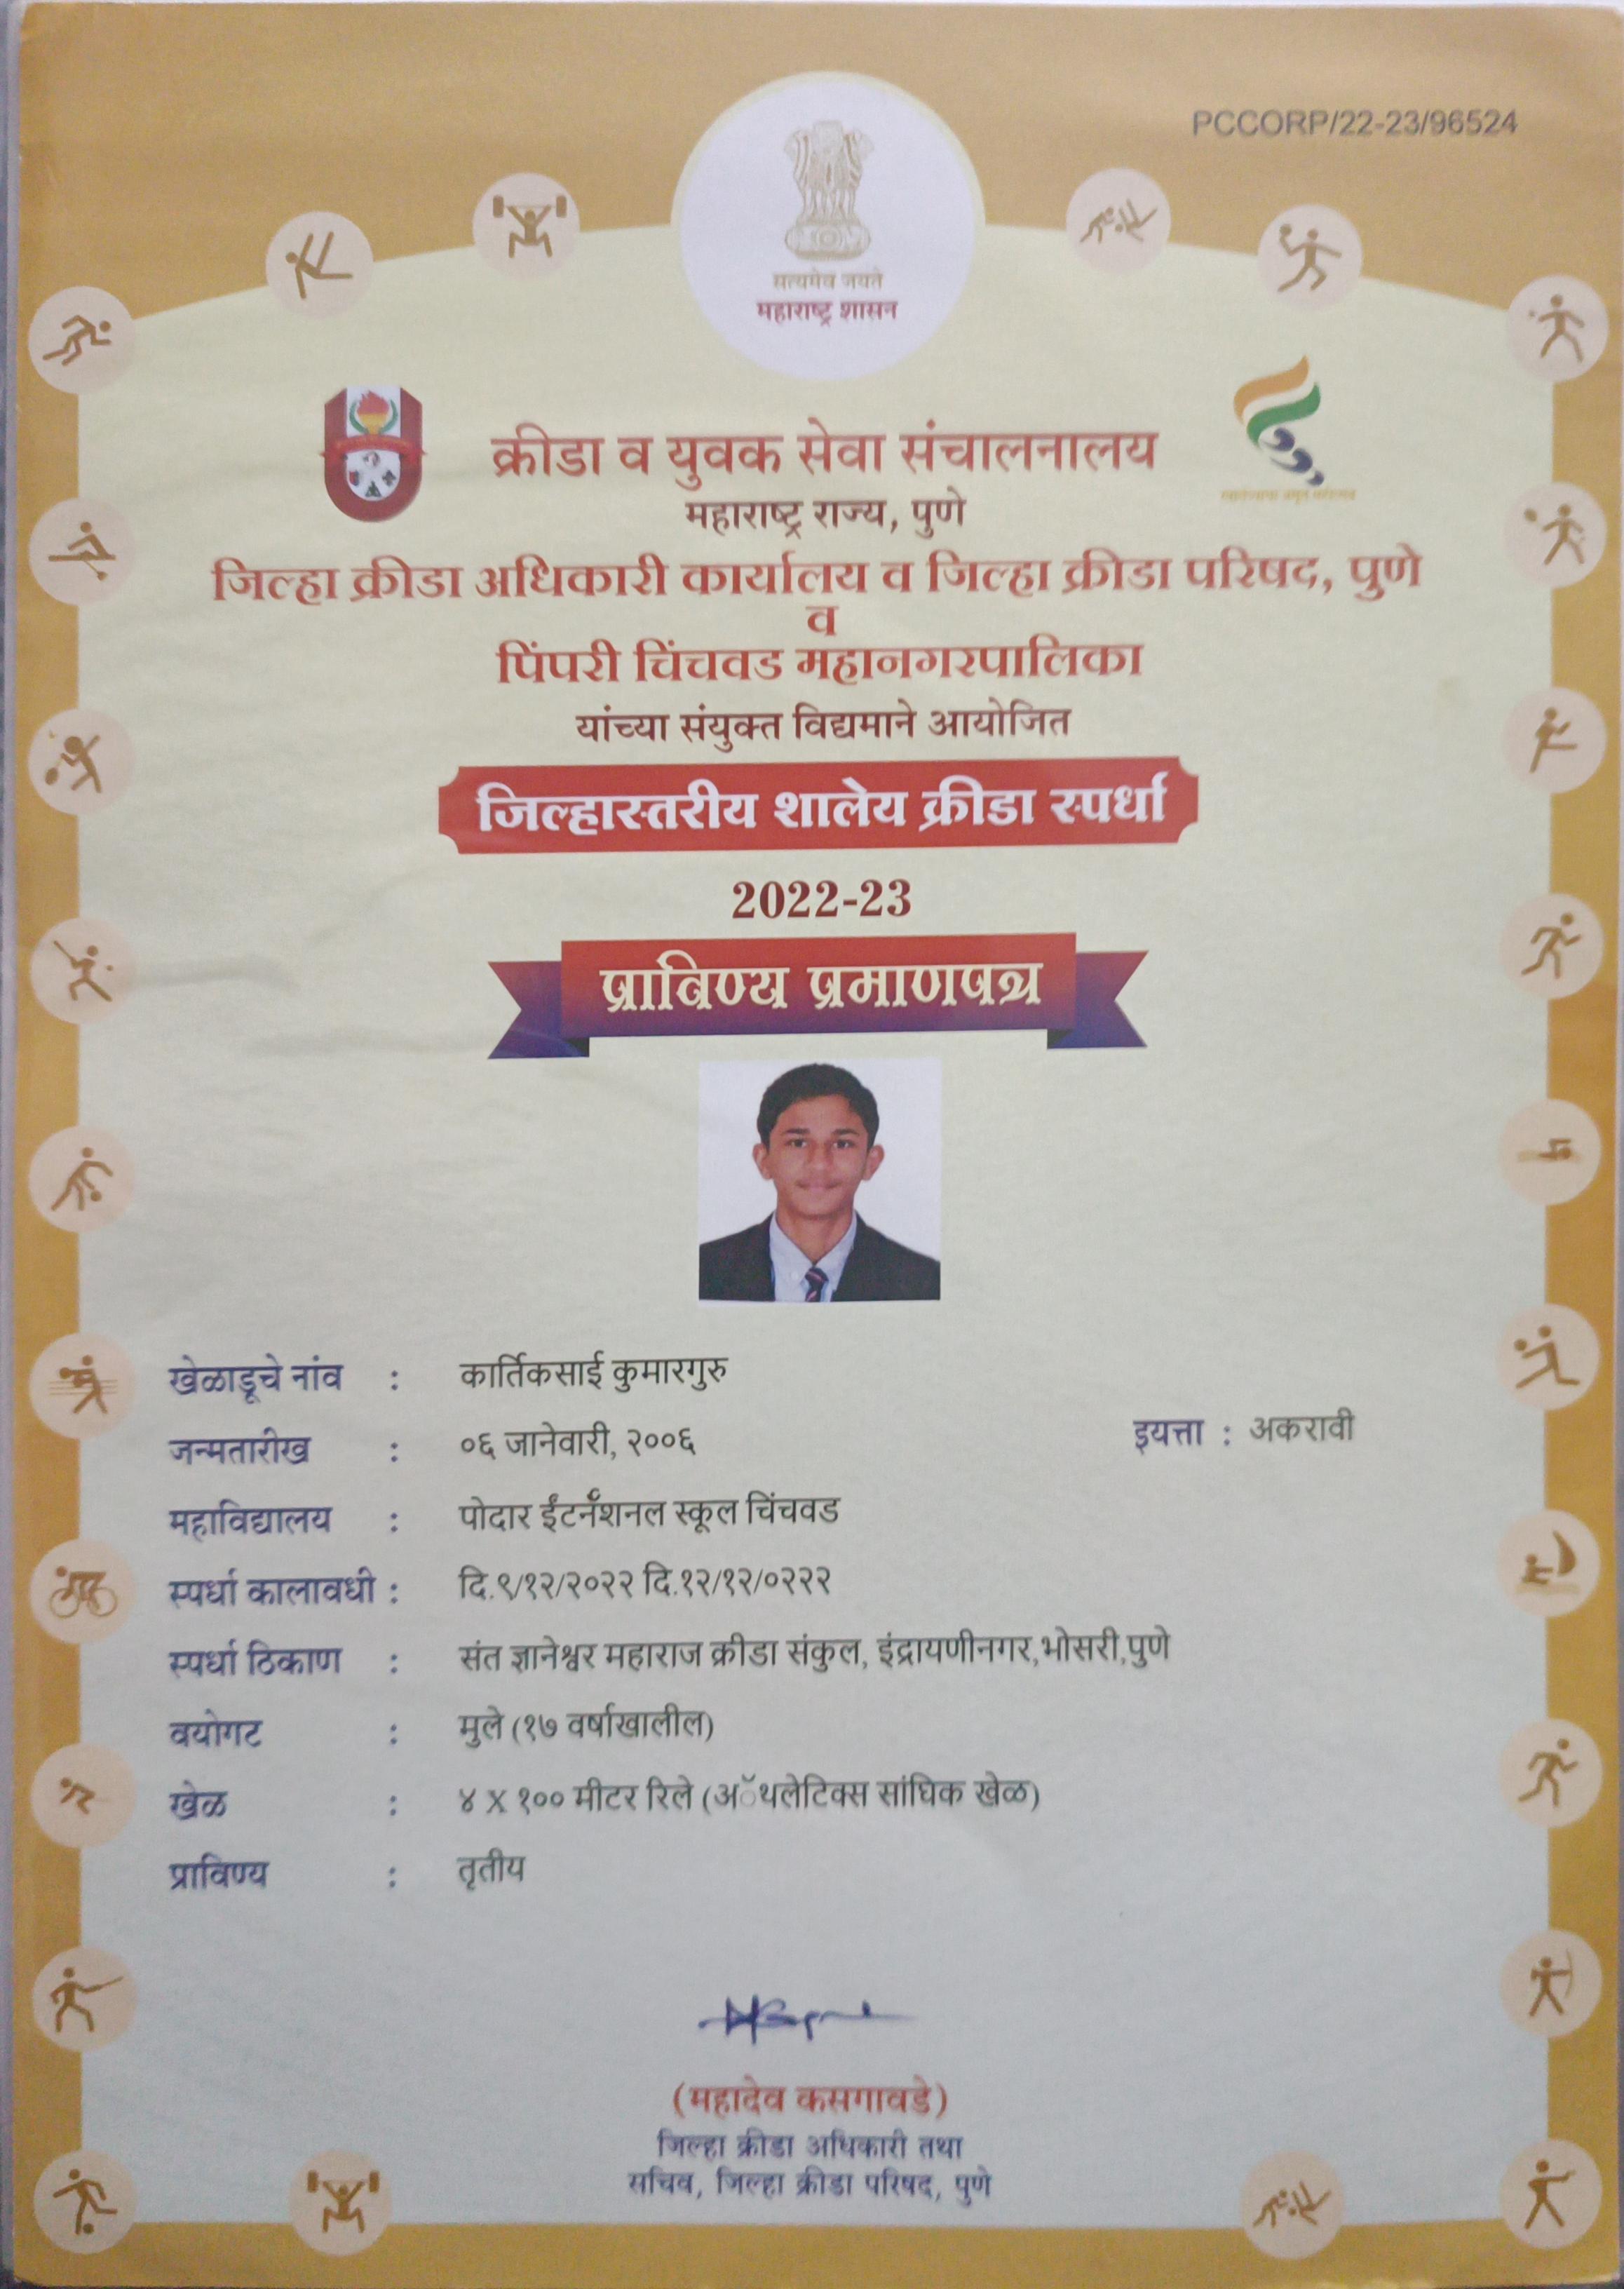 PCCORP/22-23/96524
सत्यमेव जयते
महाराष्ट्र शासन
क्रीडा व युवक सेवा संचालनालय
महाराष्ट्र राज्य, पुणे
जिल्हा क्रीडा अधिकारी कार्यालय व जिल्हा क्रीडा परिषद, पुणे
व
पिंपरी चिंचवड महानगरपालिका
यांच्या संयुक्त विद्यमाने आयोजित
जिल्हास्तरीय शालेय क्रीडा स्पर्धा
2022-23
प्राविण्य प्रमाणपत्र
खेळाडूचे नांव : कार्तिकसाई कुमारगुरु
जन्मतारीख : ०६ जानेवारी, २००६ इयत्ता : अकरावी
महाविद्यालय : पोदार ईंटर्नॅशनल स्कूल चिंचवड
स्पर्धा कालावधी : दि.९/१२/२०२२ दि.१२/१२/०२२२
स्पर्धा ठिकाण : संत ज्ञानेश्वर महाराज क्रीडा संकुल, इंद्रायणीनगर,भोसरी,पुणे
वयोगट : मुले (१७ वर्षाखालील)
खेळ : ४ X १०० मीटर रिले (अॅथलेटिक्स सांघिक खेळ)
प्राविण्य : तृतीय
(महादेव कसगावडे)
जिल्हा क्रीडा अधिकारी तथा
सचिव, जिल्हा क्रीडा परिषद, पुणे